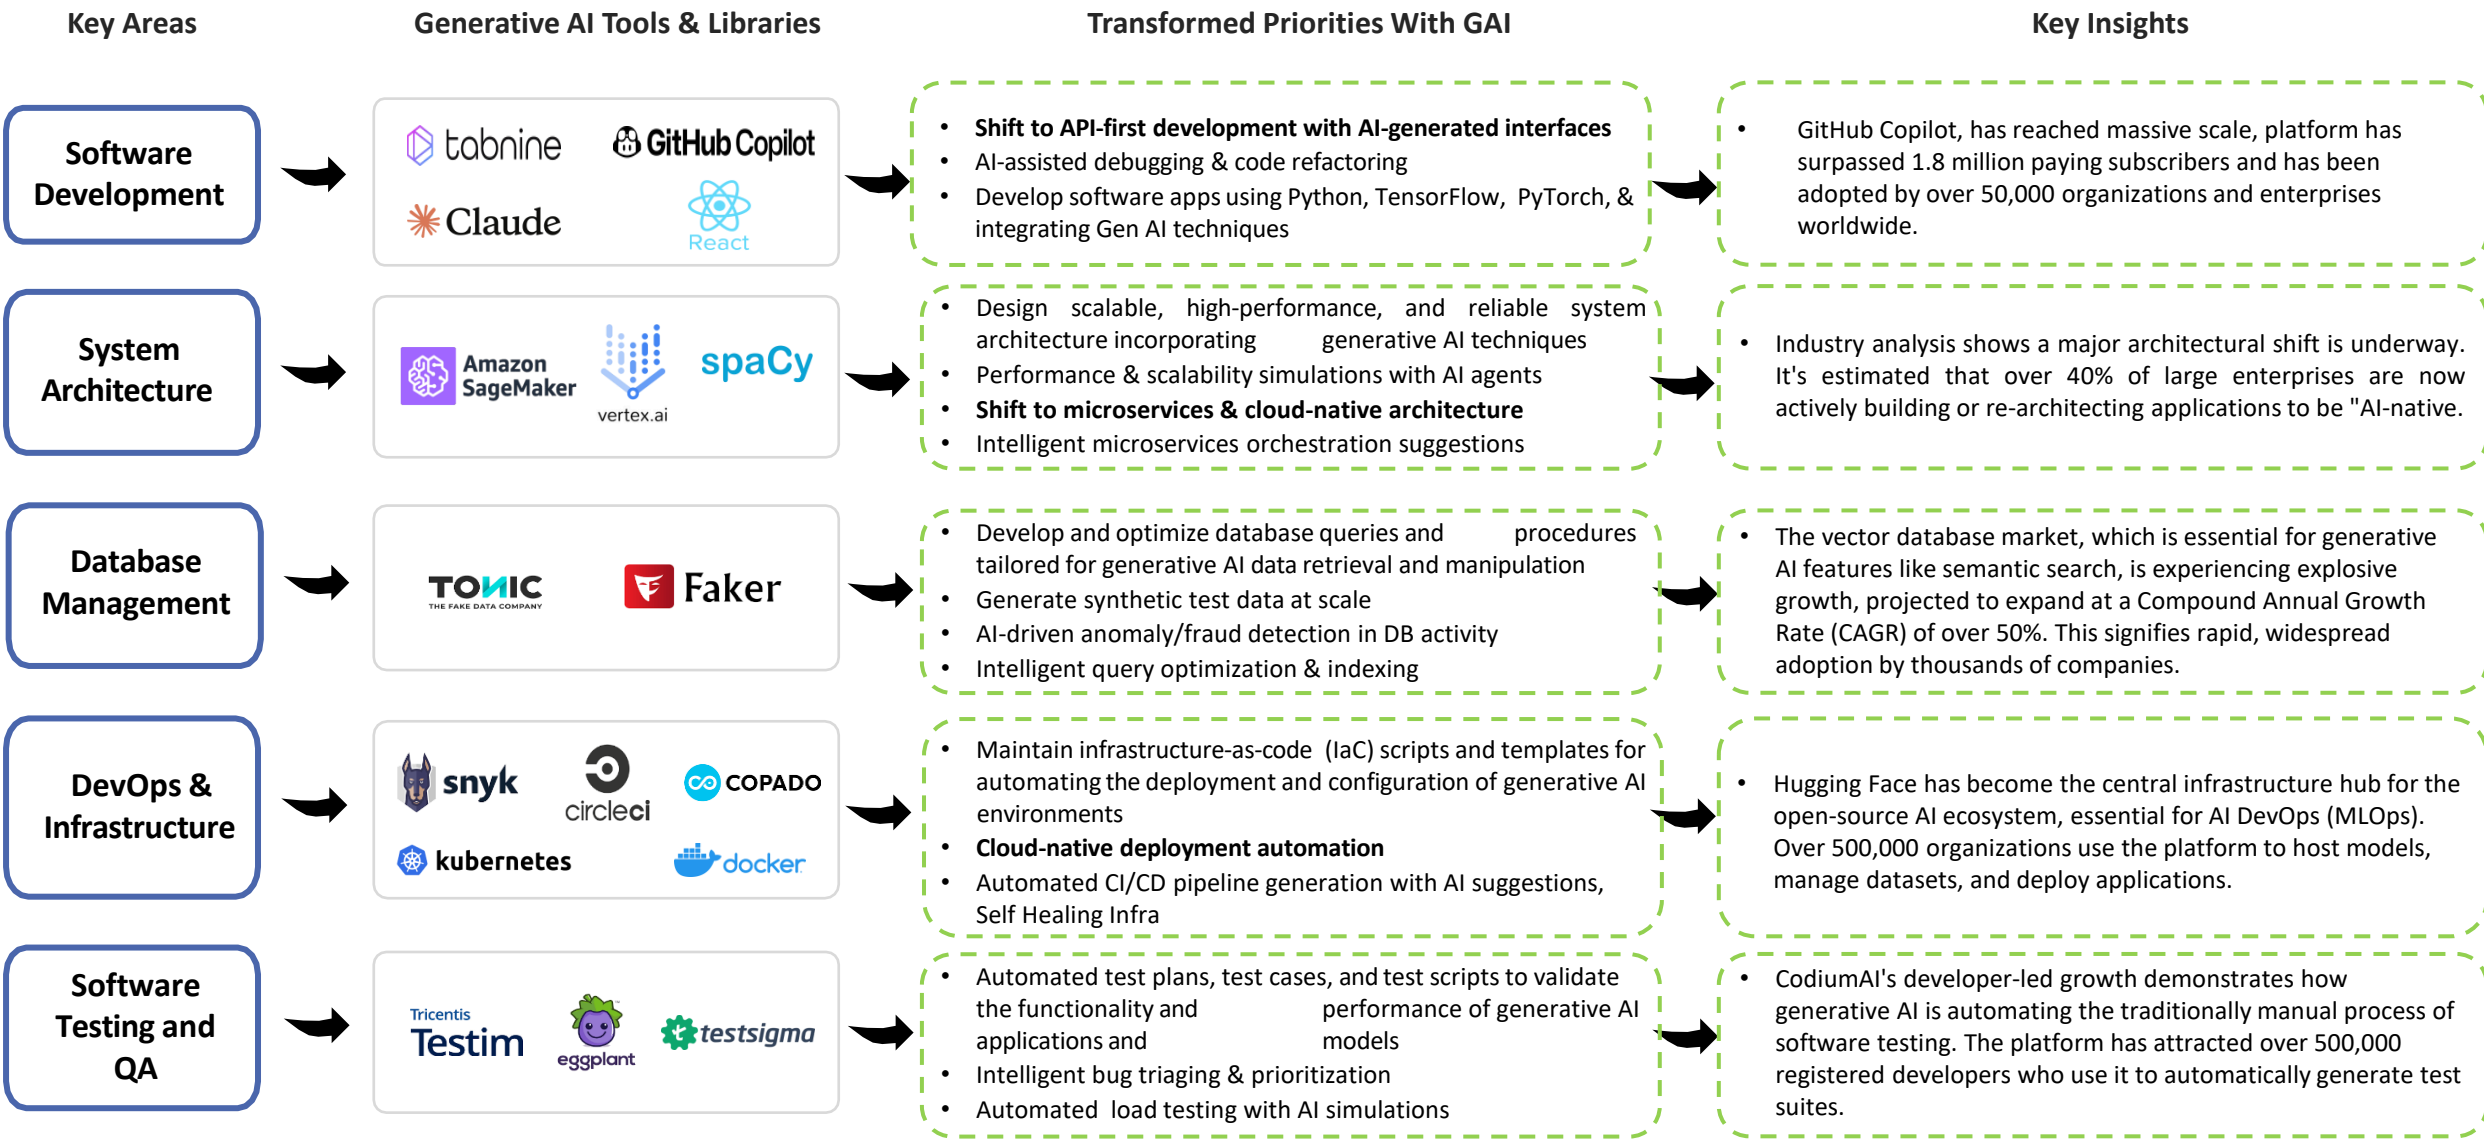 Key Areas
Generative AI Tools & Libraries
Transformed Priorities With GAI
Key Insights
Software
Development
tabnine
GitHub Copilot
Claude
React
• Shift to API-first development with AI-generated interfaces
• AI-assisted debugging & code refactoring
• Develop software apps using Python, TensorFlow, PyTorch, &
integrating Gen AI techniques
• GitHub Copilot, has reached massive scale, platform has
surpassed 1.8 million paying subscribers and has been
adopted by over 50,000 organizations and enterprises
worldwide.
System
Architecture
Amazon
SageMaker
vertex.ai
spaCy
• Design scalable, high-performance, and reliable system
architecture incorporating generative AI techniques
• Performance & scalability simulations with AI agents
• Shift to microservices & cloud-native architecture
• Intelligent microservices orchestration suggestions
• Industry analysis shows a major architectural shift is underway.
It's estimated that over 40% of large enterprises are now
actively building or re-architecting applications to be "AI-native.
Database
Management
TONIC
THE FAKE DATA COMPANY
Faker
• Develop and optimize database queries and procedures
tailored for generative AI data retrieval and manipulation
• Generate synthetic test data at scale
• AI-driven anomaly/fraud detection in DB activity
• Intelligent query optimization & indexing
• The vector database market, which is essential for generative
AI features like semantic search, is experiencing explosive
growth, projected to expand at a Compound Annual Growth
Rate (CAGR) of over 50%. This signifies rapid, widespread
adoption by thousands of companies.
DevOps &
Infrastructure
snyk
circleci
COPADO
kubernetes
docker
• Maintain infrastructure-as-code (IaC) scripts and templates for
automating the deployment and configuration of generative AI
environments
• Cloud-native deployment automation
• Automated CI/CD pipeline generation with AI suggestions,
Self Healing Infra
• Hugging Face has become the central infrastructure hub for the
open-source AI ecosystem, essential for AI DevOps (MLOps).
Over 500,000 organizations use the platform to host models,
manage datasets, and deploy applications.
Software
Testing and
QA
Tricentis
Testim
eggplant
testsigma
• Automated test plans, test cases, and test scripts to validate
the functionality and performance of generative AI
applications and models
• Intelligent bug triaging & prioritization
• Automated load testing with AI simulations
• CodiumAI's developer-led growth demonstrates how
generative AI is automating the traditionally manual process of
software testing. The platform has attracted over 500,000
registered developers who use it to automatically generate test
suites.